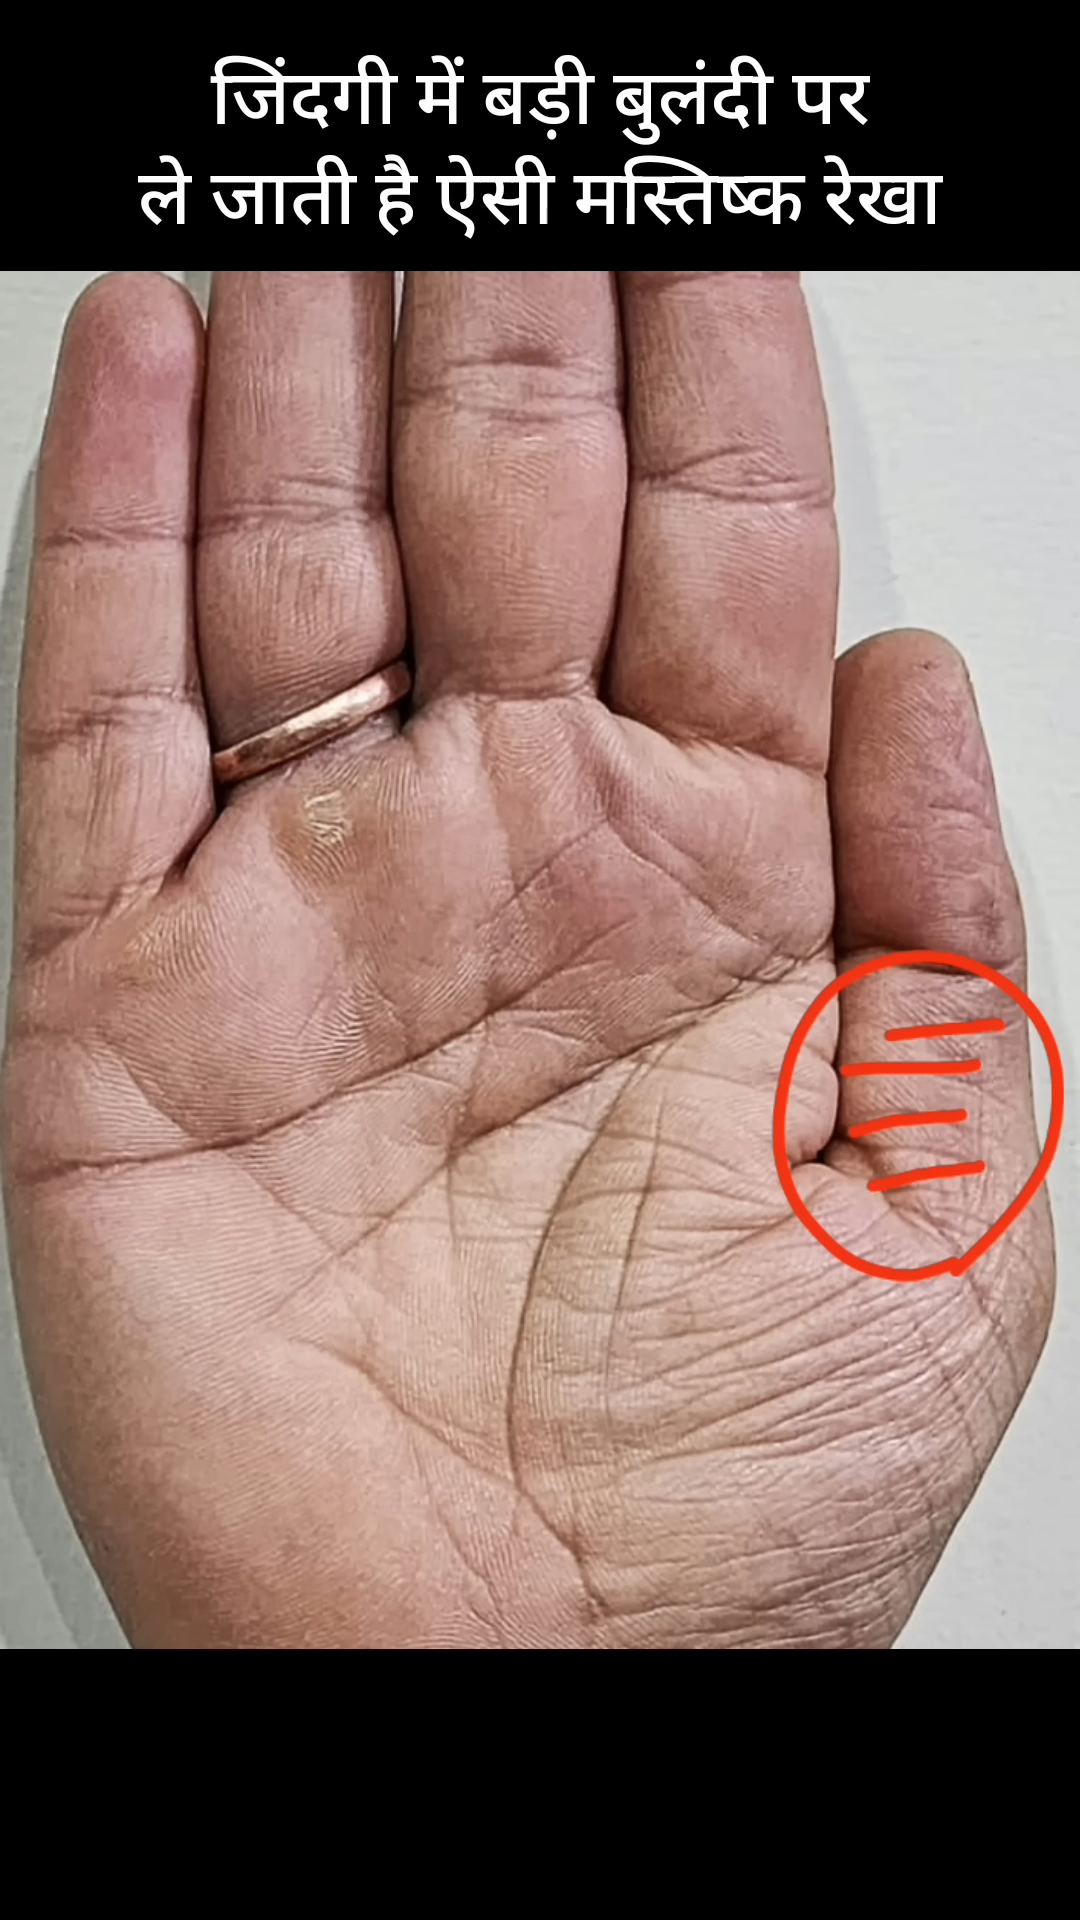 जिंदगी में बड़ी बुलंदी पर
ले जाती है ऐसी मस्तिष्क रेखा